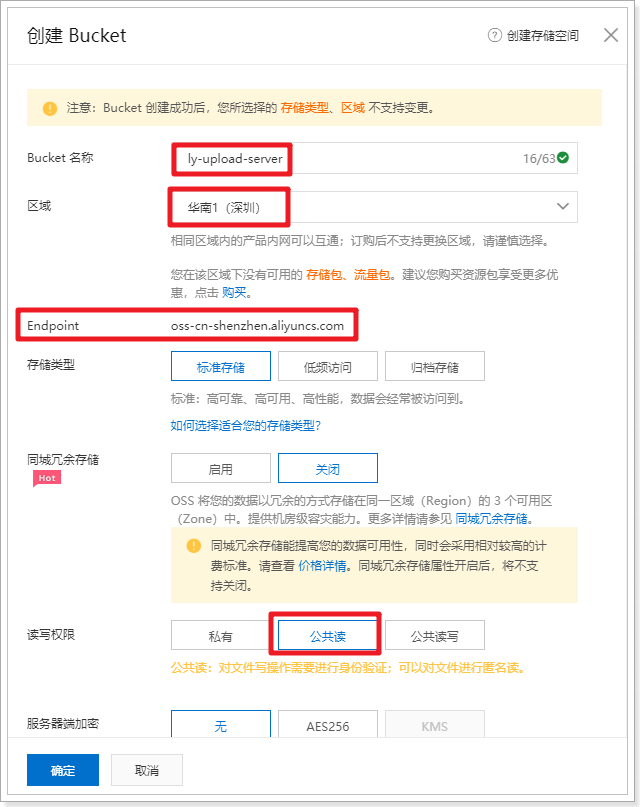 创建 Bucket
? 创建存储空间
注意：Bucket 创建成功后，您所选择的 存储类型、区域 不支持变更。
Bucket 名称
ly-upload-server
16/63
区域
华南1（深圳）
相同区域内的产品内网可以互通；订购后不支持更换区域，请谨慎选择。
您在该区域下没有可用的 存储包、流量包。建议您购买资源包享受更多优
惠，点击 购买。
Endpoint
oss-cn-shenzhen.aliyuncs.com
存储类型
标准存储
低频访问
归档存储
标准：高可靠、高可用、高性能，数据会经常被访问到。
如何选择适合您的存储类型？
同城冗余存储
Hot
启用
关闭
OSS 将您的数据以冗余的方式存储在同一区域（Region）的 3 个可用区
（Zone）中。提供机房级容灾能力。更多详情请参见 同城冗余存储。
同城冗余存储能提高您的数据可用性，同时会采用相对较高的计
费标准。请查看 价格详情。同城冗余存储属性开启后，将不支
持关闭。
读写权限
私有
公共读
公共读写
公共读：对文件写操作需要进行身份验证；可以对文件进行匿名读。
服务器端加密
无
AES256
KMS
确定
取消